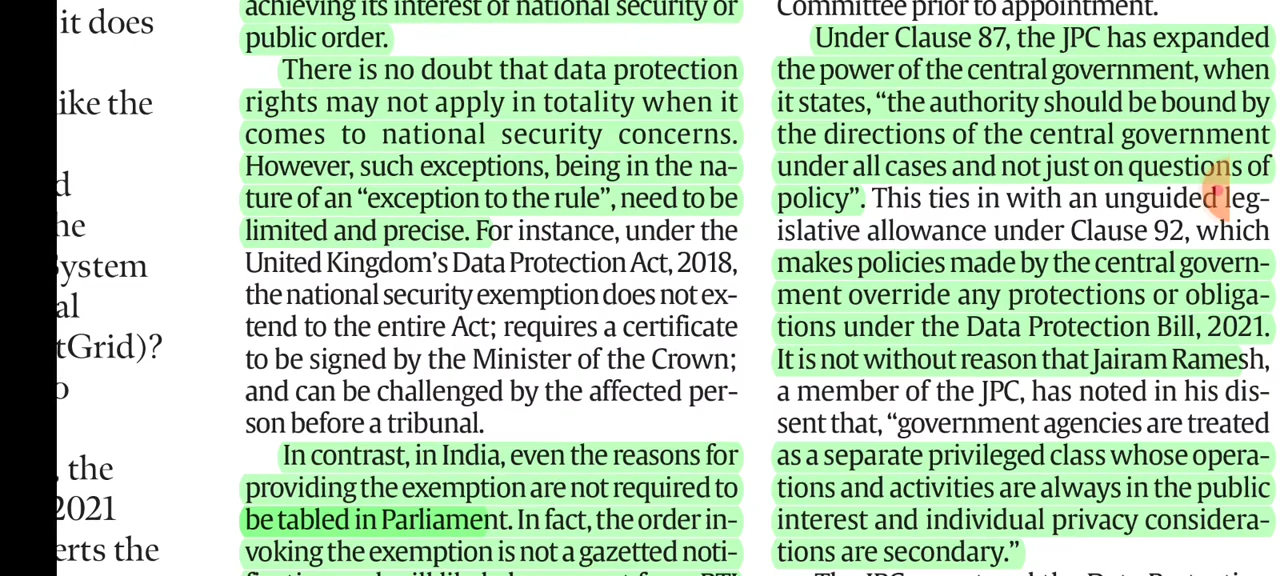 it does
ike the
d
ne
System
al
tGrid)?
o
, the
2021
erts the
achieving its interest of national security or
public order.
There is no doubt that data protection
rights may not apply in totality when it
comes to national security concerns.
However, such exceptions, being in the na-
ture of an “exception to the rule”, need to be
limited and precise. For instance, under the
United Kingdom’s Data Protection Act, 2018,
the national security exemption does not ex-
tend to the entire Act; requires a certificate
to be signed by the Minister of the Crown;
and can be challenged by the affected per-
son before a tribunal.
In contrast, in India, even the reasons for
providing the exemption are not required to
be tabled in Parliament. In fact, the order in-
voking the exemption is not a gazetted noti-
Committee prior to appointment.
Under Clause 87, the JPC has expanded
the power of the central government, when
it states, “the authority should be bound by
the directions of the central government
under all cases and not just on questions of
policy”. This ties in with an unguided leg-
islative allowance under Clause 92, which
makes policies made by the central govern-
ment override any protections or obliga-
tions under the Data Protection Bill, 2021.
It is not without reason that Jairam Ramesh,
a member of the JPC, has noted in his dis-
sent that, “government agencies are treated
as a separate privileged class whose opera-
tions and activities are always in the public
interest and individual privacy considera-
tions are secondary.”